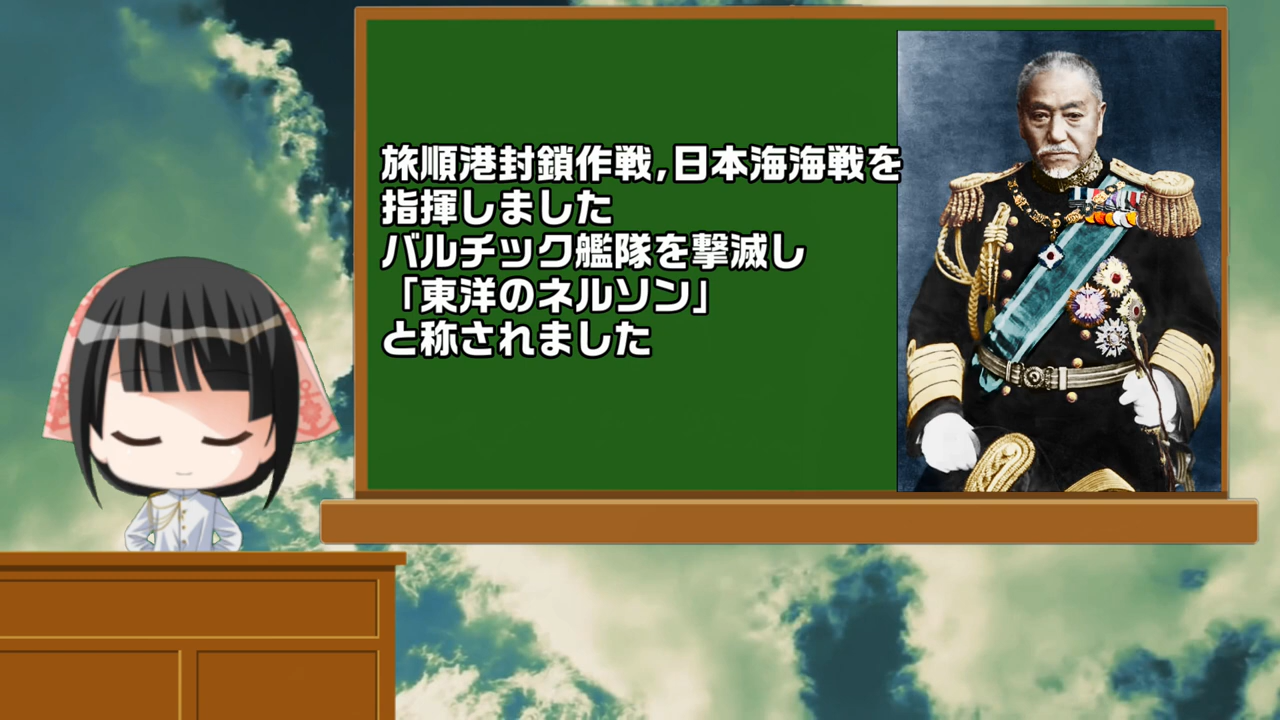 旅順港封鎖作戦,日本海海戦を
指揮しました
バルチック艦隊を撃滅し
「東洋のネルソン」
と称されました